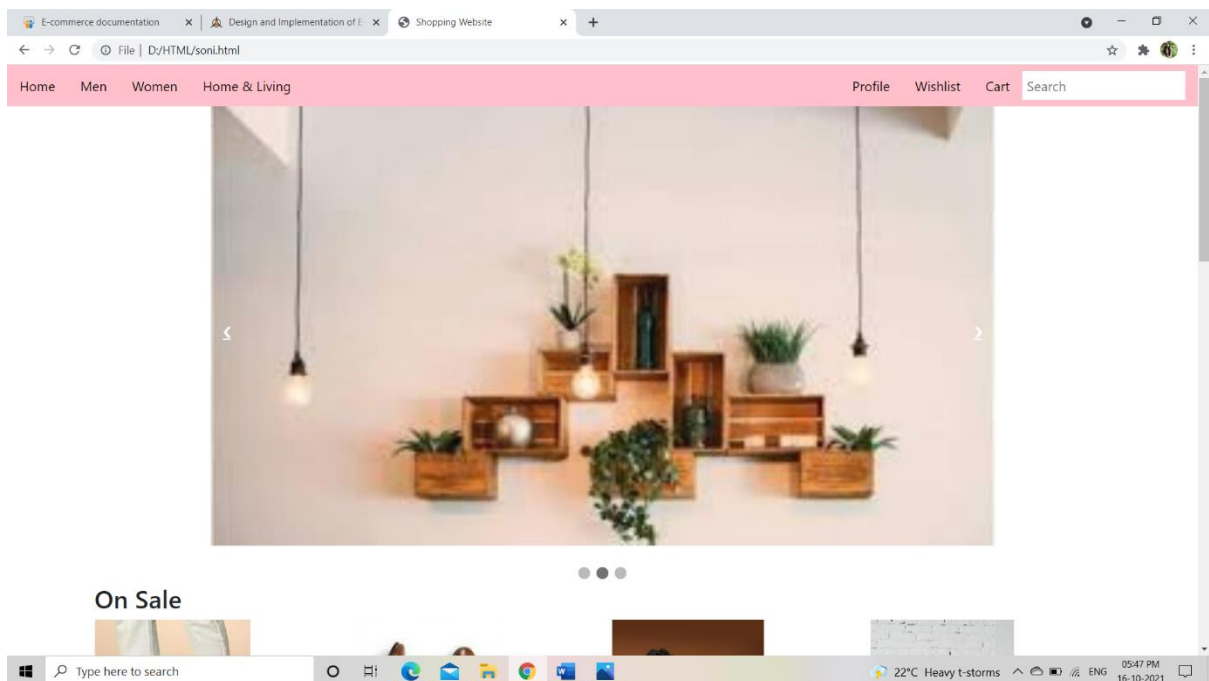 E-commerce documentation
Design and Implementation of E-
Shopping Website
File | D:/HTML/soni.html
Home Men Women Home & Living Profile Wishlist Cart Search
On Sale
Type here to search
22°C Heavy t-storms ENG 05:47 PM
16-10-2021